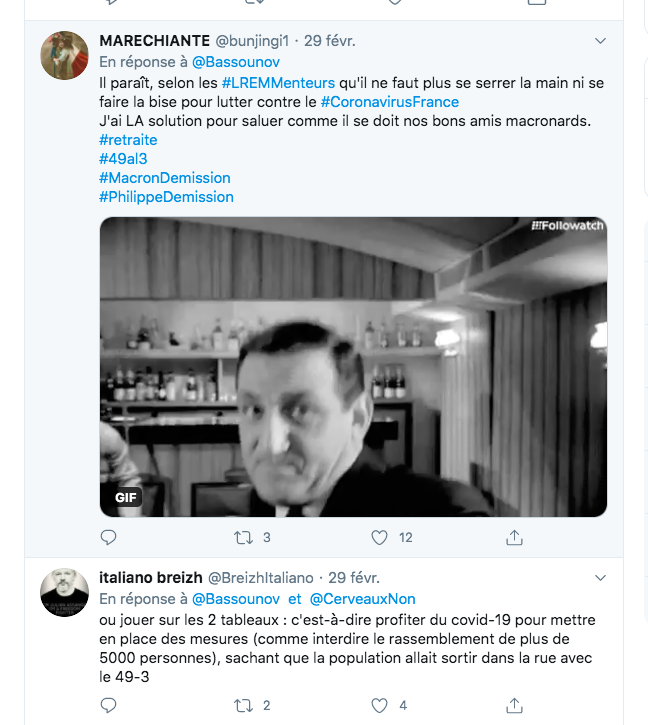 MARECHIANTE @bunjingi1 · 29 févr.
En réponse à @Bassounov
Il paraît, selon les #LREMMenteurs qu'il ne faut plus se serrer la main ni se
faire la bise pour lutter contre le #CoronavirusFrance
J'ai LA solution pour saluer comme il se doit nos bons amis macronards.
#retraite
#49al3
#MacronDemission
#PhilippeDemission
Followatch
GIF
3 12
italiano breizh @BreizhItaliano · 29 févr.
En réponse à @Bassounov et @CerveauxNon
ou jouer sur les 2 tableaux : c'est-à-dire profiter du covid-19 pour mettre
en place des mesures (comme interdire le rassemblement de plus de
5000 personnes), sachant que la population allait sortir dans la rue avec
le 49-3
2 4